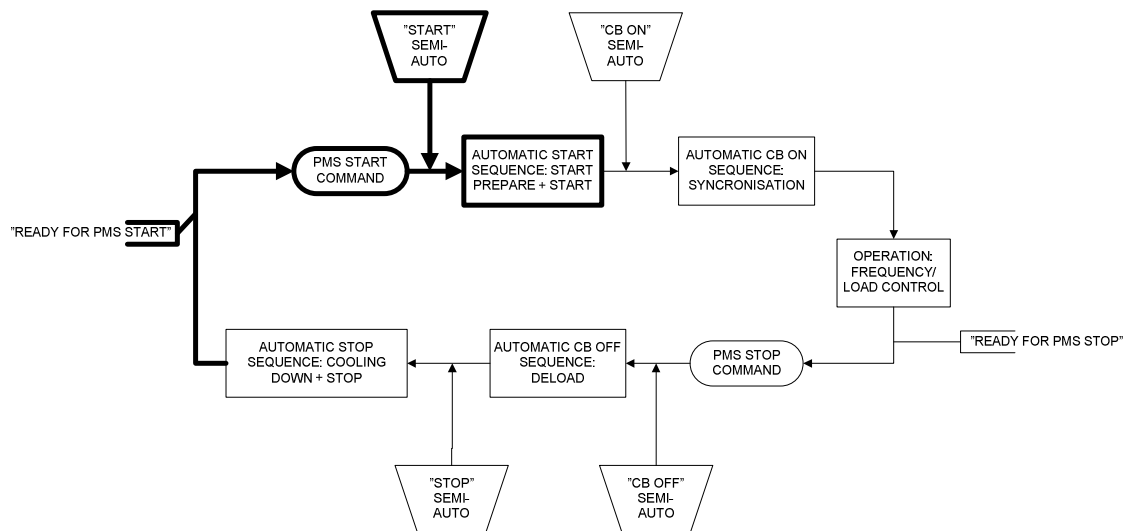 "START"
SEMI-
AUTO
"CB ON"
SEMI-
AUTO
PMS START
COMMAND
AUTOMATIC START
SEQUENCE: START
PREPARE + START
AUTOMATIC CB ON
SEQUENCE:
SYNCRONISATION
"READY FOR PMS START"
OPERATION:
FREQUENCY/
LOAD CONTROL
AUTOMATIC STOP
SEQUENCE: COOLING
DOWN + STOP
AUTOMATIC CB OFF
SEQUENCE:
DELOAD
PMS STOP
COMMAND
"READY FOR PMS STOP"
"STOP"
SEMI-
AUTO
"CB OFF"
SEMI-
AUTO